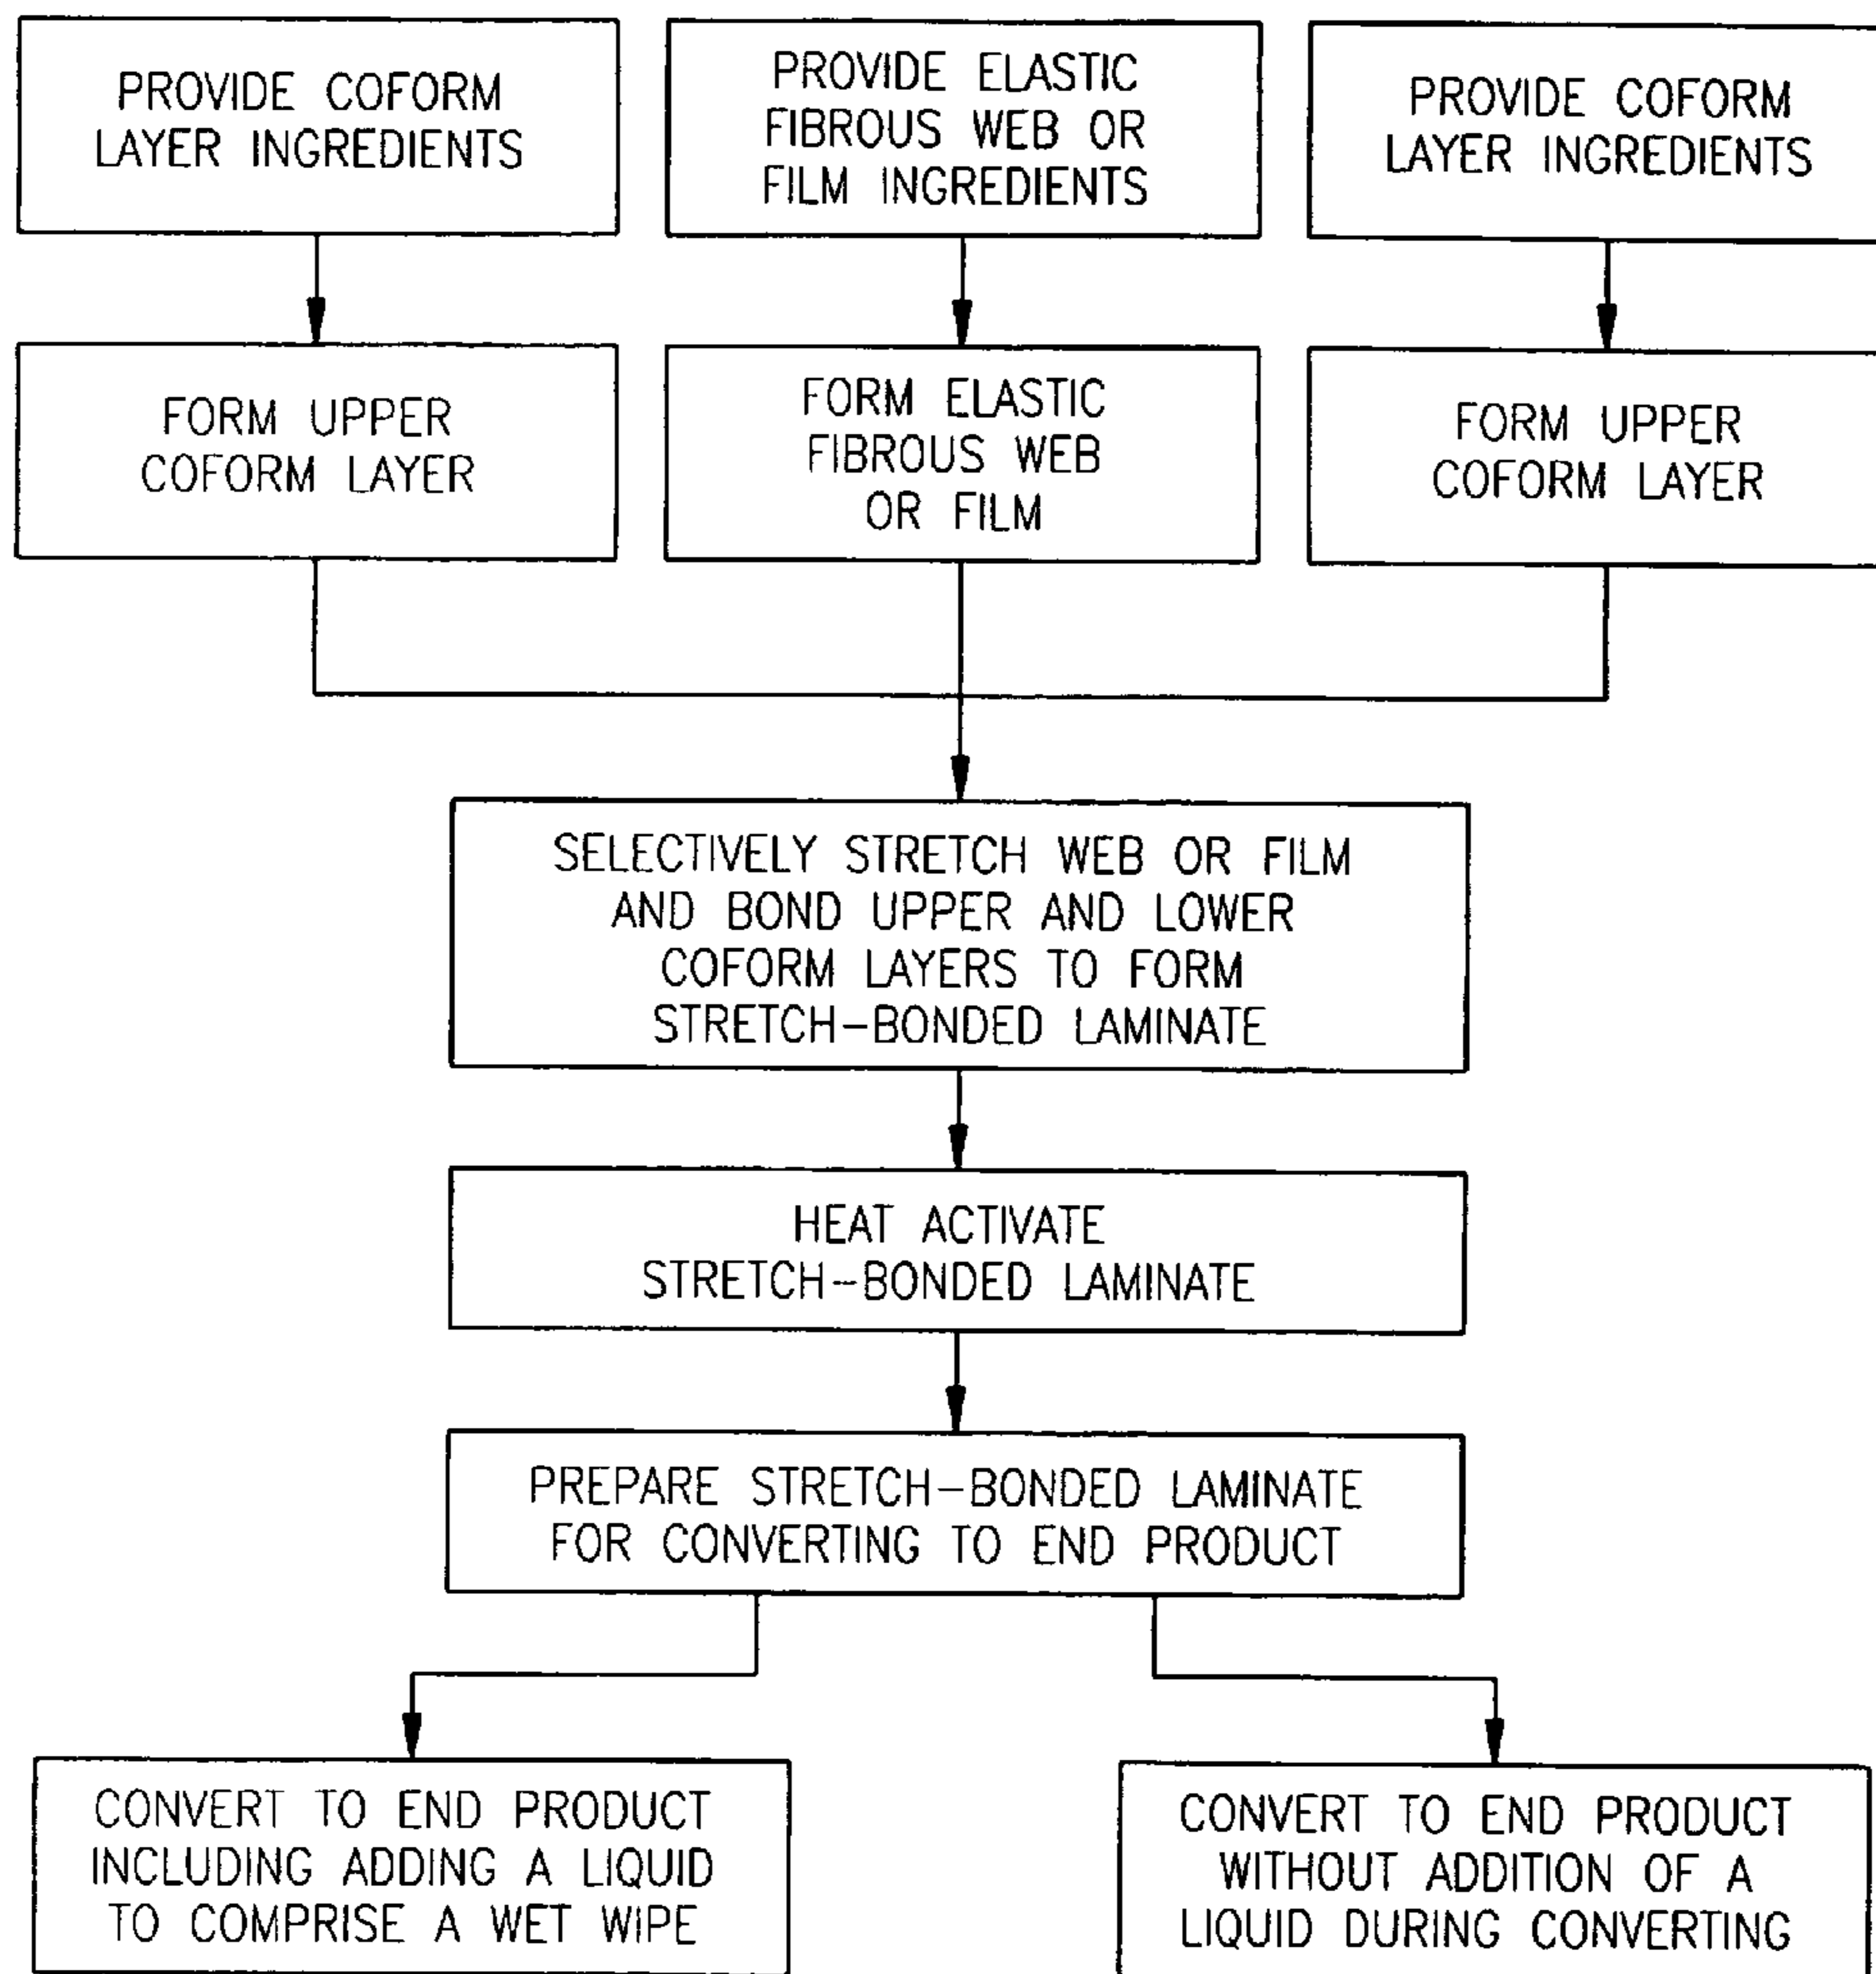 PROVIDE COFORM
LAYER INGREDIENTS
PROVIDE ELASTIC
FIBROUS WEB OR
FILM INGREDIENTS
PROVIDE COFORM
LAYER INGREDIENTS
FORM UPPER
COFORM LAYER
FORM ELASTIC
FIBROUS WEB
OR FILM
FORM UPPER
COFORM LAYER
SELECTIVELY STRETCH WEB OR FILM
AND BOND UPPER AND LOWER
COFORM LAYERS TO FORM
STRETCH-BONDED LAMINATE
HEAT ACTIVATE
STRETCH-BONDED LAMINATE
PREPARE STRETCH-BONDED LAMINATE
FOR CONVERTING TO END PRODUCT
CONVERT TO END PRODUCT
INCLUDING ADDING A LIQUID
TO COMPRISE A WET WIPE
CONVERT TO END PRODUCT
WITHOUT ADDITION OF A
LIQUID DURING CONVERTING